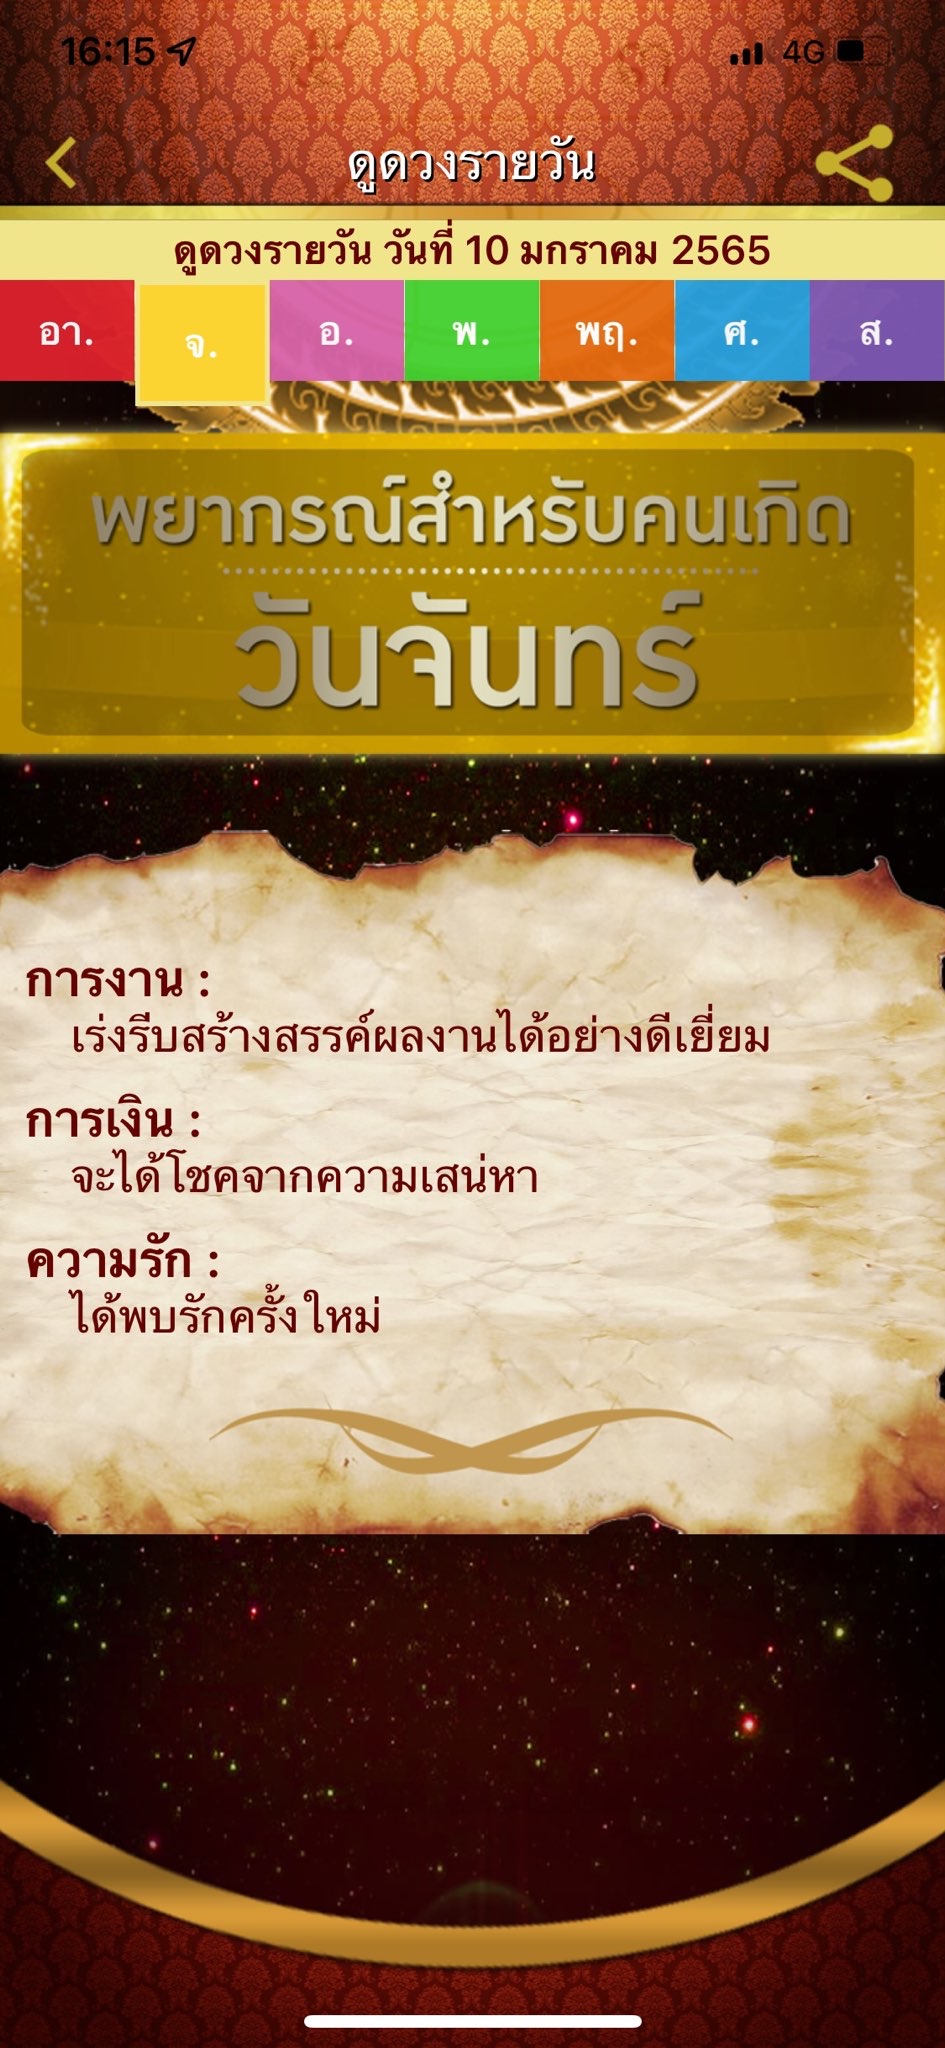 16:15
4G
ดูดวงรายวัน
ดูดวงรายวัน วันที่ 10 มกราคม 2565
อา. จ. อ. พ. พฤ. ศ. ส.
พยากรณ์สำหรับคนเกิด
วันจันทร์
การงาน :
เร่งรีบสร้างสรรค์ผลงานได้อย่างดีเยี่ยม
การเงิน :
จะได้โชคจากความเสน่หา
ความรัก :
ได้พบรักครั้งใหม่